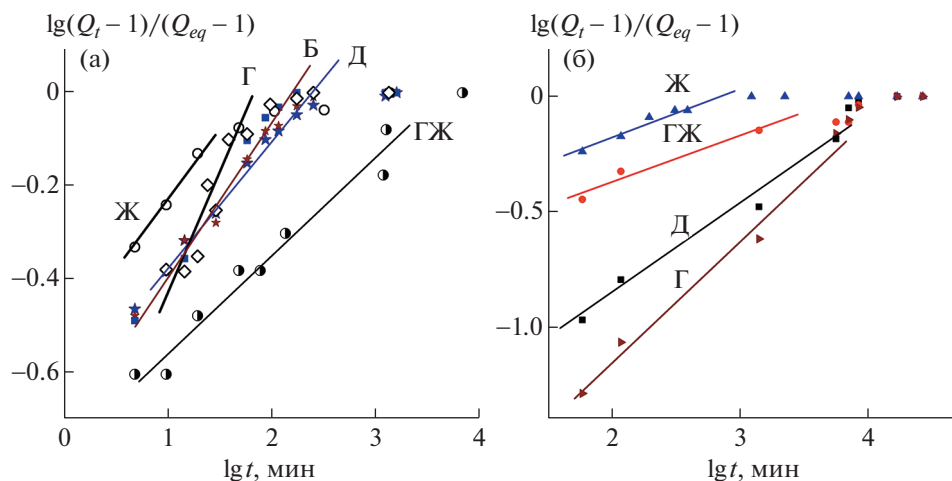 lg(Q_t − 1)/(Q_eq − 1)
(а)
Б
Г
Д
ГЖ
Ж
0
−0.2
−0.4
−0.6
0 1 2 3 4
lg t, мин
lg(Q_t − 1)/(Q_eq − 1)
(б)
Ж
ГЖ
Д
Г
0
−0.5
−1.0
2 3 4
lg t, мин